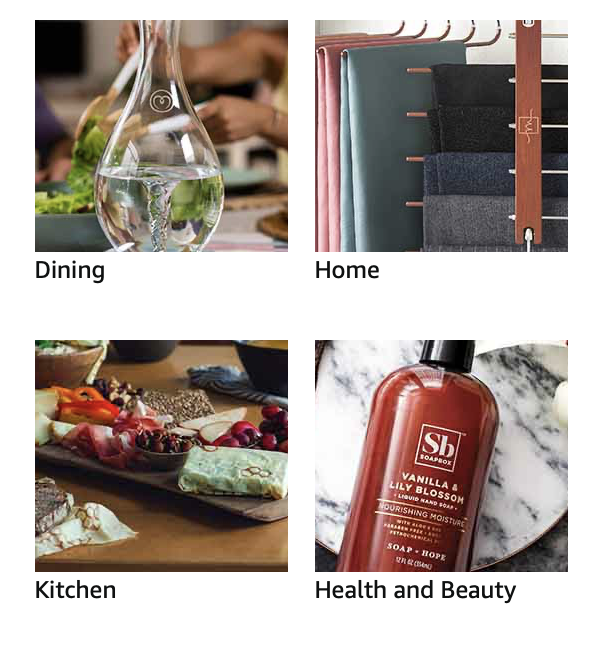 Dining
Home
Kitchen
Sb
SOAPBOX
VANILLA &
LILY BLOSSOM
• LIQUID HAND SOAP •
NOURISHING MOISTURE
SOAP = HOPE
12 FL OZ (354mL)
Health and Beauty